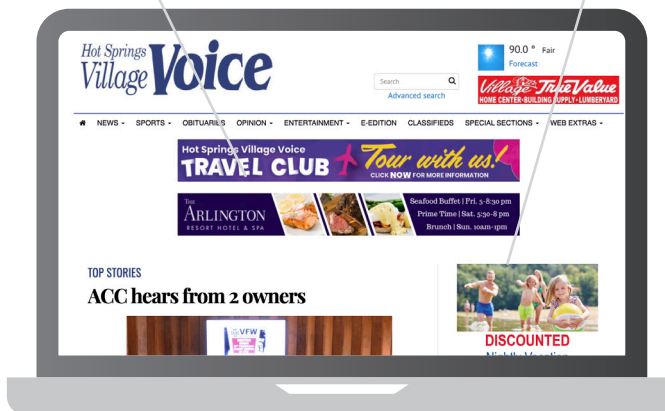 Hot Springs
Village Voice
90.0 ° Fair
Forecast
Search
Advanced search
Village True Value
HOME CENTER•BUILDING SUPPLY•LUMBERYARD
NEWS SPORTS OBITUARIES OPINION ENTERTAINMENT E-EDITION CLASSIFIEDS SPECIAL SECTIONS WEB EXTRAS
Hot Springs Village Voice
TRAVEL CLUB
Tour with us!
CLICK NOW FOR MORE INFORMATION
THE
ARLINGTON
RESORT HOTEL & SPA
Seafood Buffet | Fri. 5-8:30 pm
Prime Time | Sat. 5:30-8 pm
Brunch | Sun. 10am-1pm
TOP STORIES
ACC hears from 2 owners
VFW
DISCOUNTED
Nightly Vacation